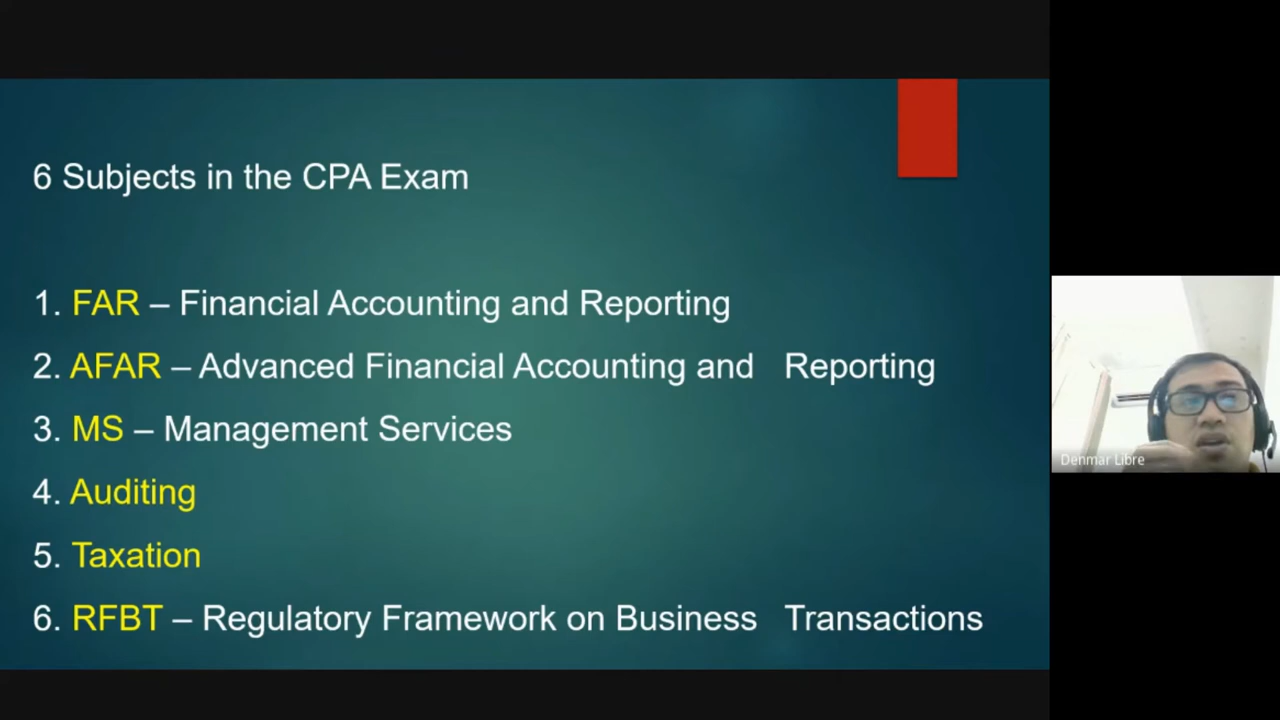 6 Subjects in the CPA Exam
1. FAR – Financial Accounting and Reporting
2. AFAR – Advanced Financial Accounting and Reporting
3. MS – Management Services
4. Auditing
5. Taxation
6. RFBT – Regulatory Framework on Business Transactions
Denmar Libre